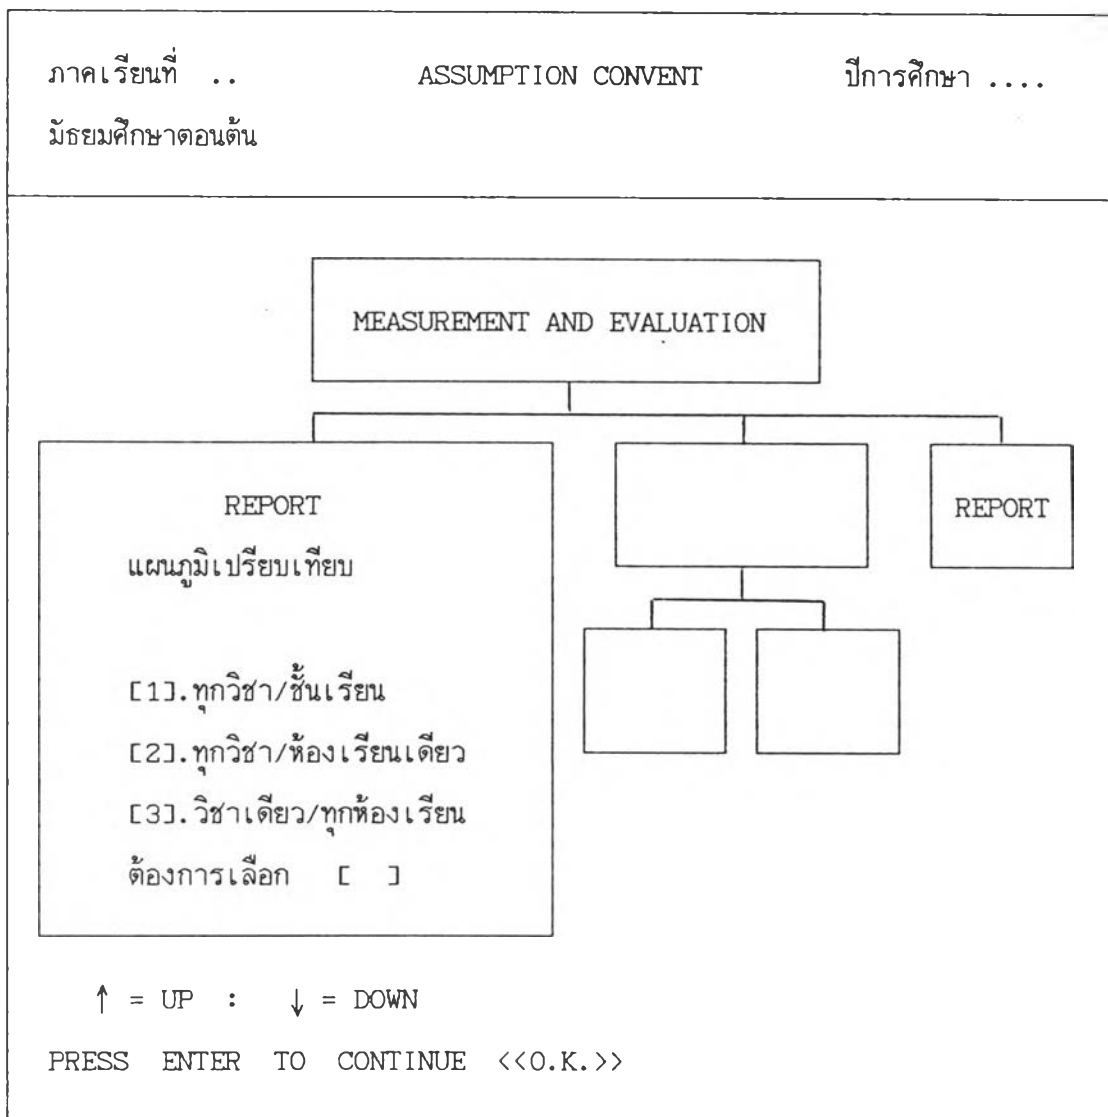 ภาคเรียนที่ .. ASSUMPTION CONVENT ปีการศึกษา ....
มัธยมศึกษาตอนต้น
MEASUREMENT AND EVALUATION
REPORT
แผนภูมิเปรียบเทียบ
[1].ทุกวิชา/ชั้นเรียน
[2].ทุกวิชา/ห้องเรียนเดียว
[3].วิชาเดียว/ทุกห้องเรียน
ต้องการเลือก [ ]
REPORT
↑ = UP : ↓ = DOWN
PRESS ENTER TO CONTINUE <<O.K.>>